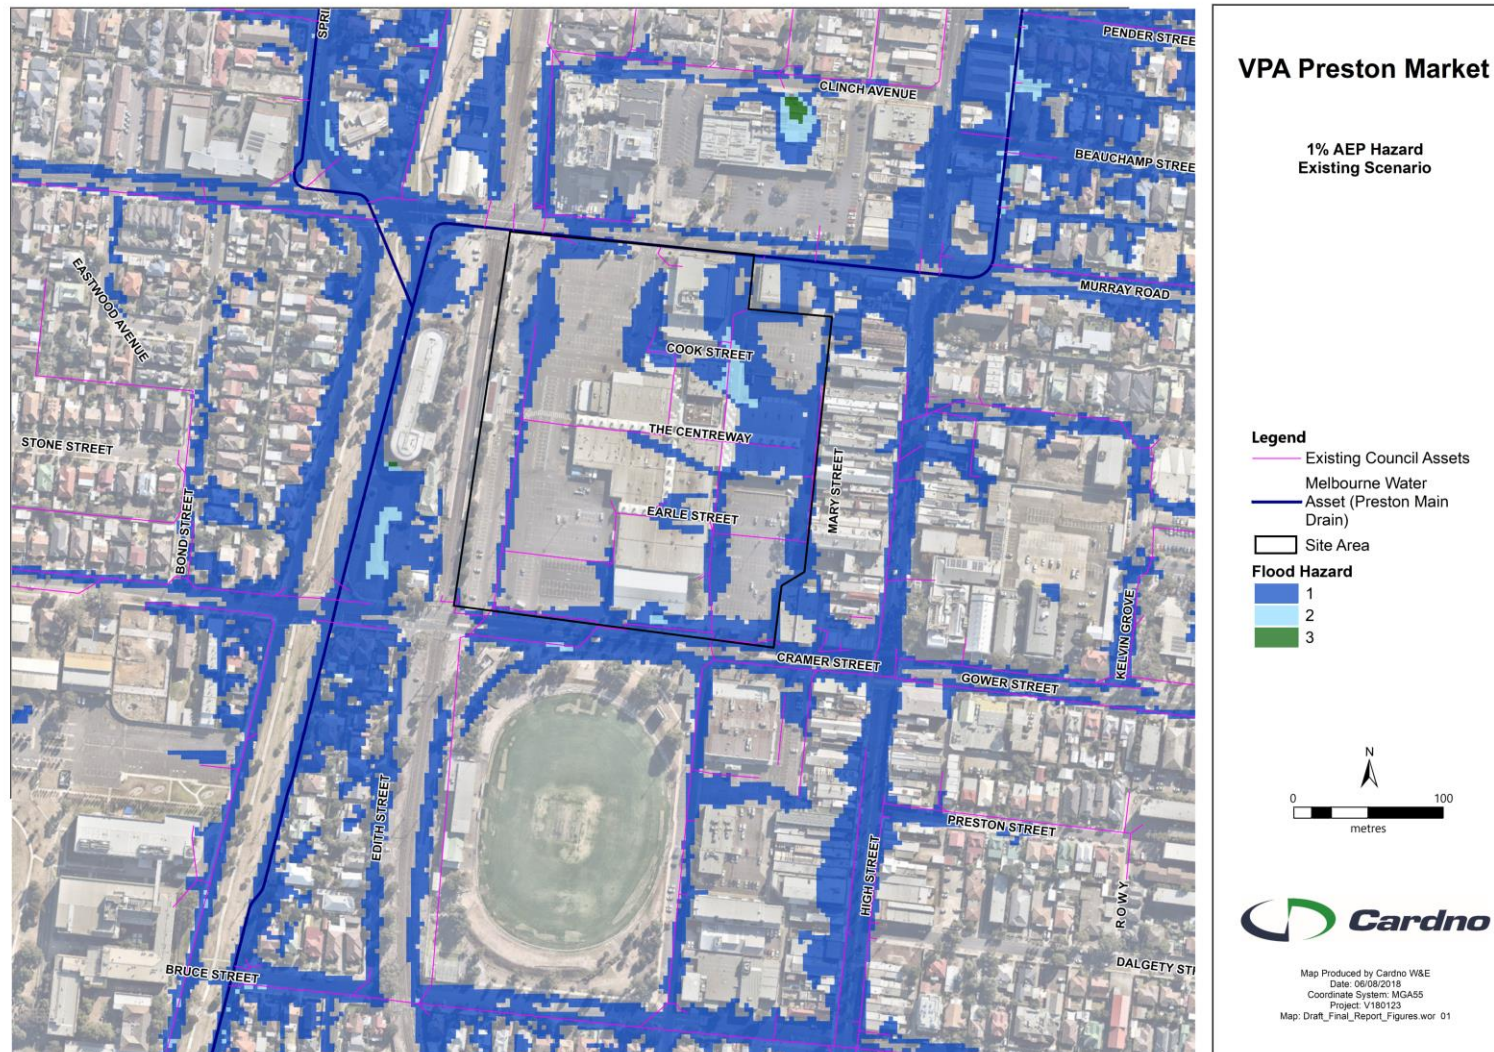 SPRI
PENDER STREE
CLINCH AVENUE
BEAUCHAMP STREE
EASTWOOD AVENUE
MURRAY ROAD
COOK STREET
THE CENTREWAY
STONE STREET
BOND STREET
EARLE STREET
MARY STREET
KELVIN GROVE
CRAMER STREET
GOWER STREET
EDITH STREET
HIGH STREET
PRESTON STREET
R O W Y
BRUCE STREET
DALGETY STR
VPA Preston Market
1% AEP Hazard
Existing Scenario
Legend
Existing Council Assets
Melbourne Water
Asset (Preston Main
Drain)
Site Area
Flood Hazard
1
2
3
N
0 100
metres
Cardno
Map Produced by Cardno W&E
Date: 06/08/2018
Coordinate System: MGA55
Project: V180123
Map: Draft_Final_Report_Figures.wor 01